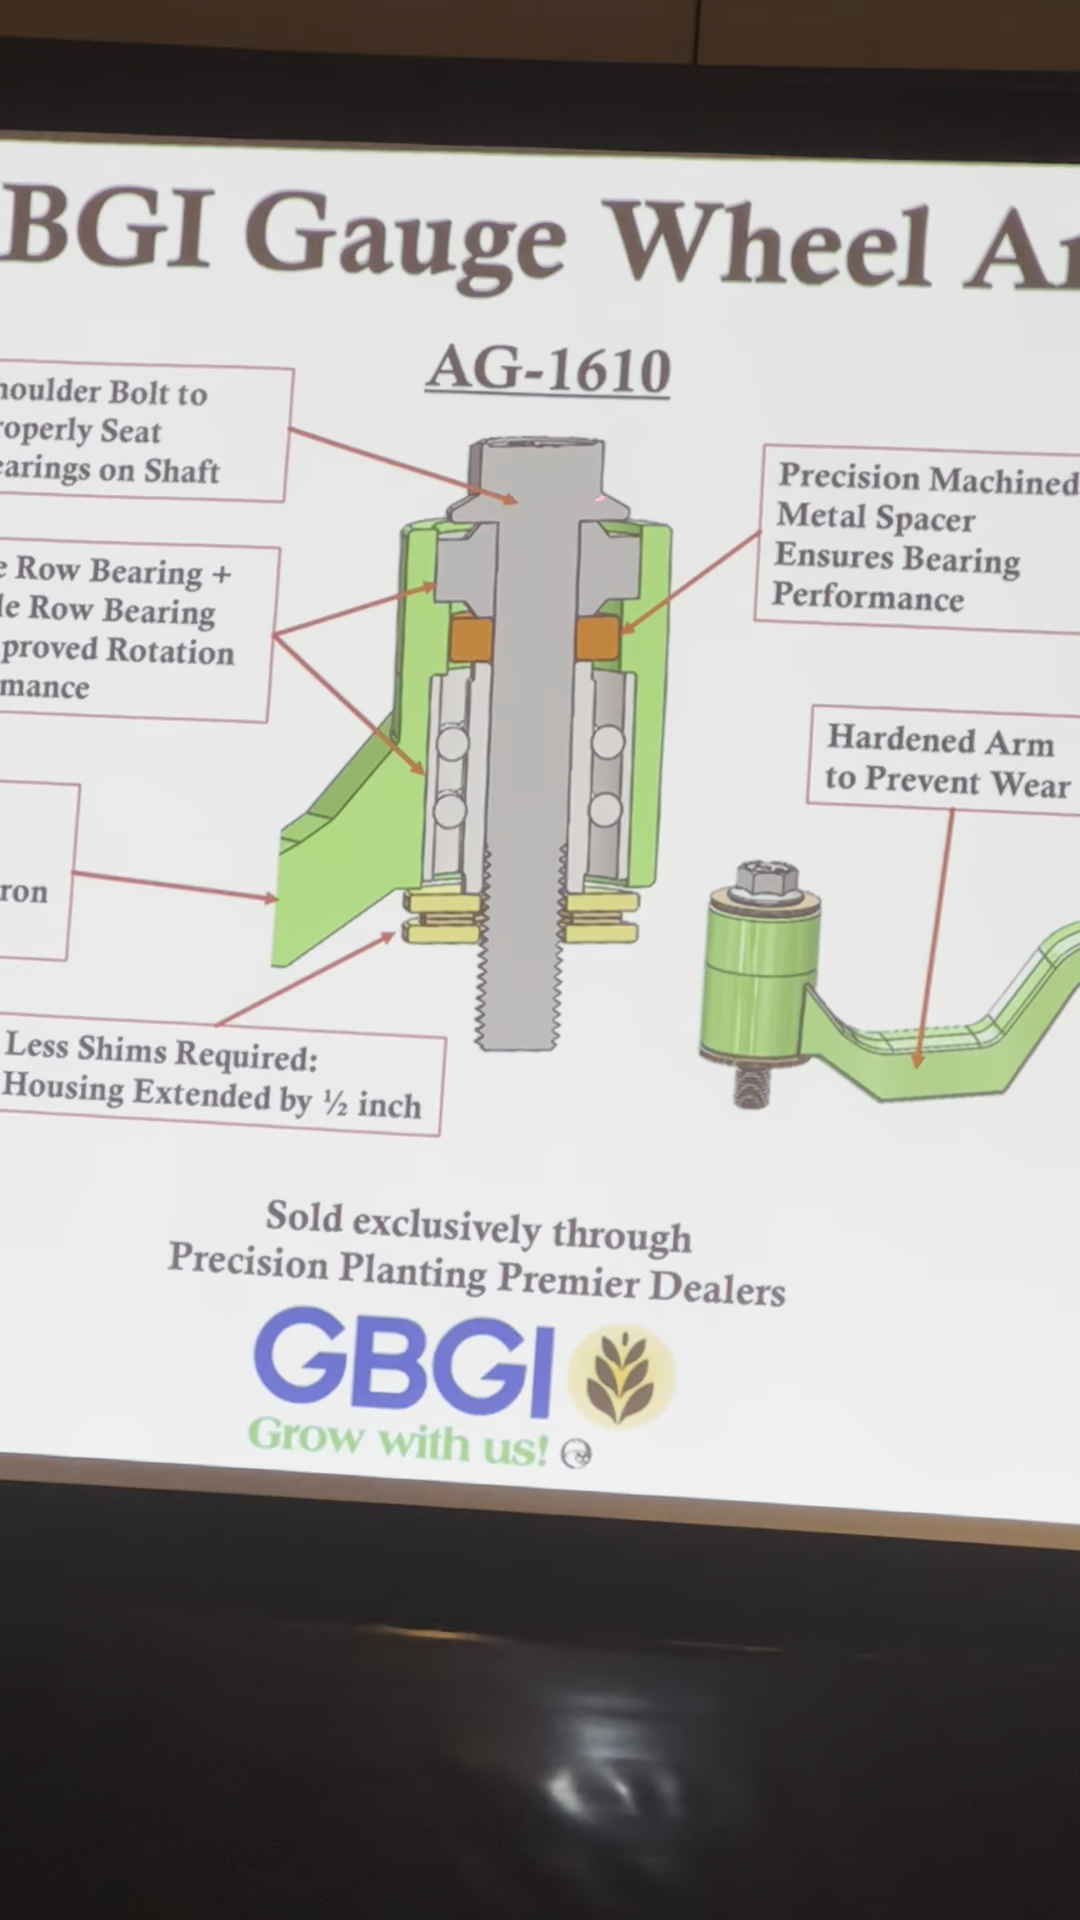 BGI Gauge Wheel Ar
AG-1610
houlder Bolt to
roperly Seat
earings on Shaft
Precision Machined
Metal Spacer
Ensures Bearing
Performance
e Row Bearing +
le Row Bearing
proved Rotation
mance
Hardened Arm
to Prevent Wear
ron
Less Shims Required:
Housing Extended by ½ inch
Sold exclusively through
Precision Planting Premier Dealers
GBGI
Grow with us!